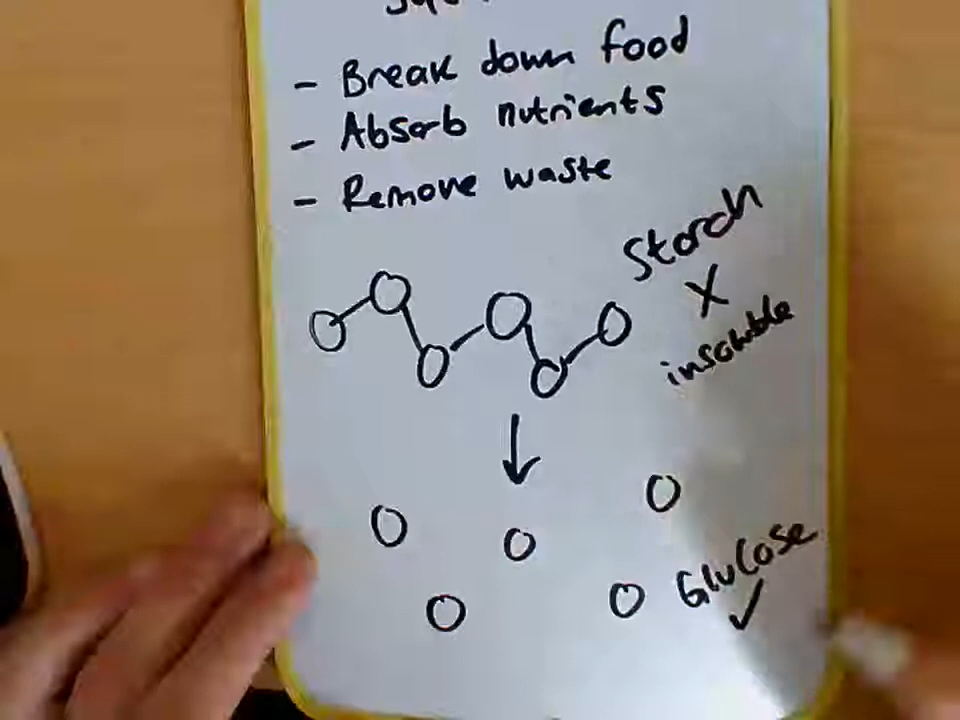 - Break down food
- Absorb nutrients
- Remove waste
Starch
X
insoluble
Glucose
✓